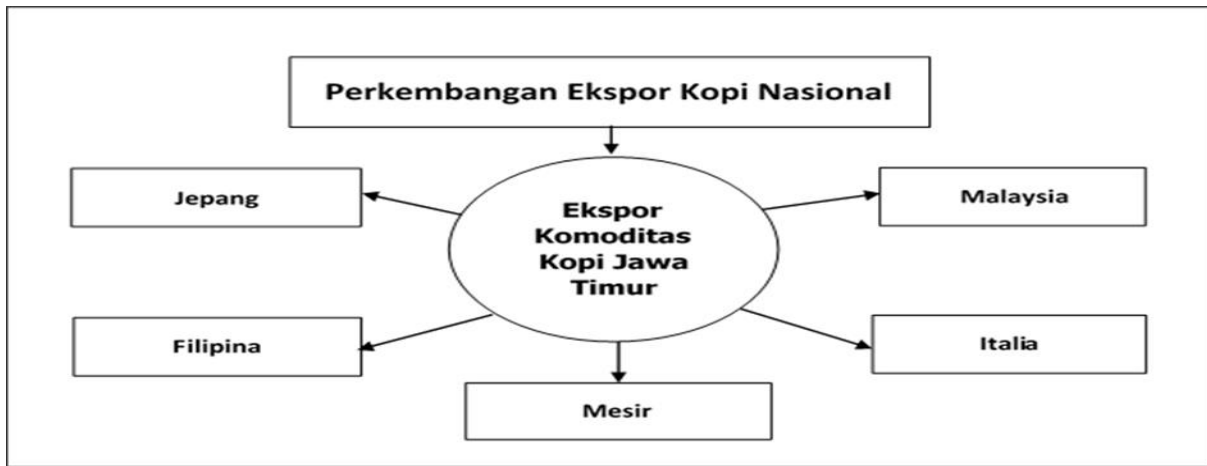 Perkembangan Ekspor Kopi Nasional
Jepang
Ekspor
Komoditas
Kopi Jawa
Timur
Malaysia
Filipina
Italia
Mesir